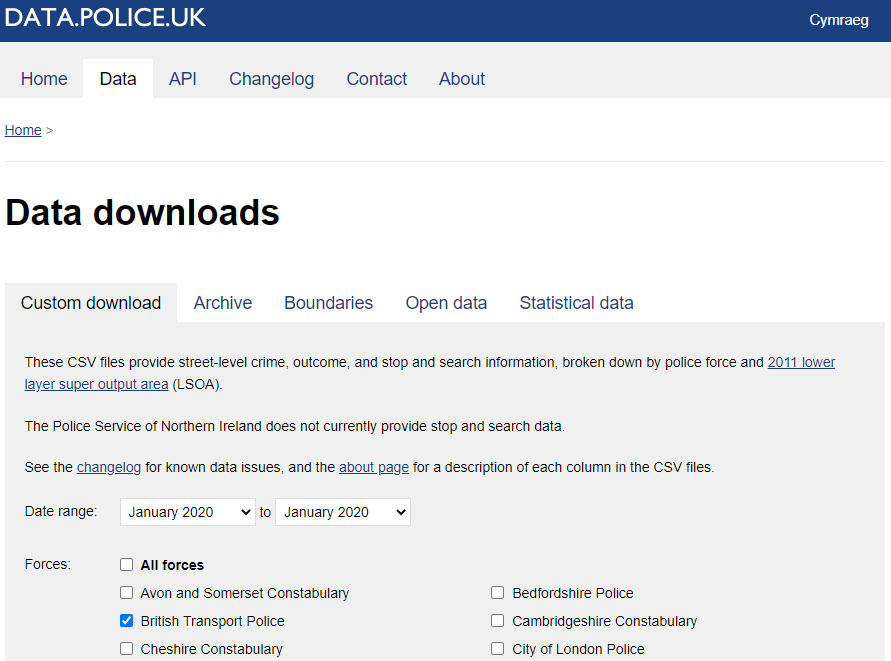 DATA.POLICE.UK
Cymraeg
Home Data API Changelog Contact About
Home >
Data downloads
Custom download Archive Boundaries Open data Statistical data
These CSV files provide street-level crime, outcome, and stop and search information, broken down by police force and 2011 lower
layer super output area (LSOA).
The Police Service of Northern Ireland does not currently provide stop and search data.
See the changelog for known data issues, and the about page for a description of each column in the CSV files.
Date range: January 2020 to January 2020
Forces: All forces
Avon and Somerset Constabulary Bedfordshire Police
British Transport Police Cambridgeshire Constabulary
Cheshire Constabulary City of London Police